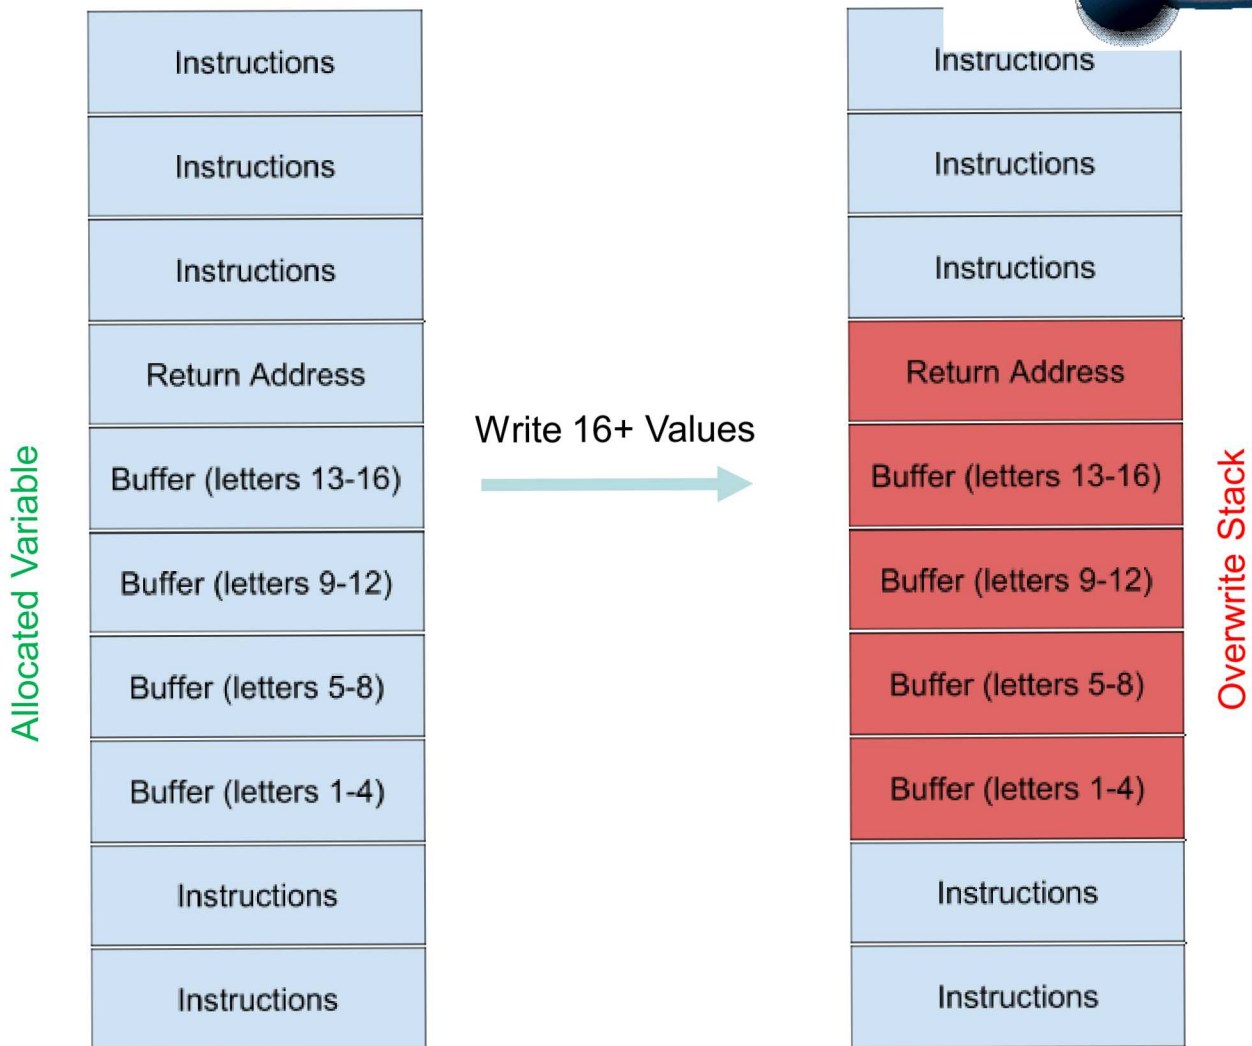 Instructions
Instructions
Instructions
Return Address
Buffer (letters 13-16)
Buffer (letters 9-12)
Buffer (letters 5-8)
Buffer (letters 1-4)
Instructions
Instructions
Allocated Variable
Write 16+ Values
Instructions
Instructions
Instructions
Return Address
Buffer (letters 13-16)
Buffer (letters 9-12)
Buffer (letters 5-8)
Buffer (letters 1-4)
Instructions
Instructions
Overwrite Stack